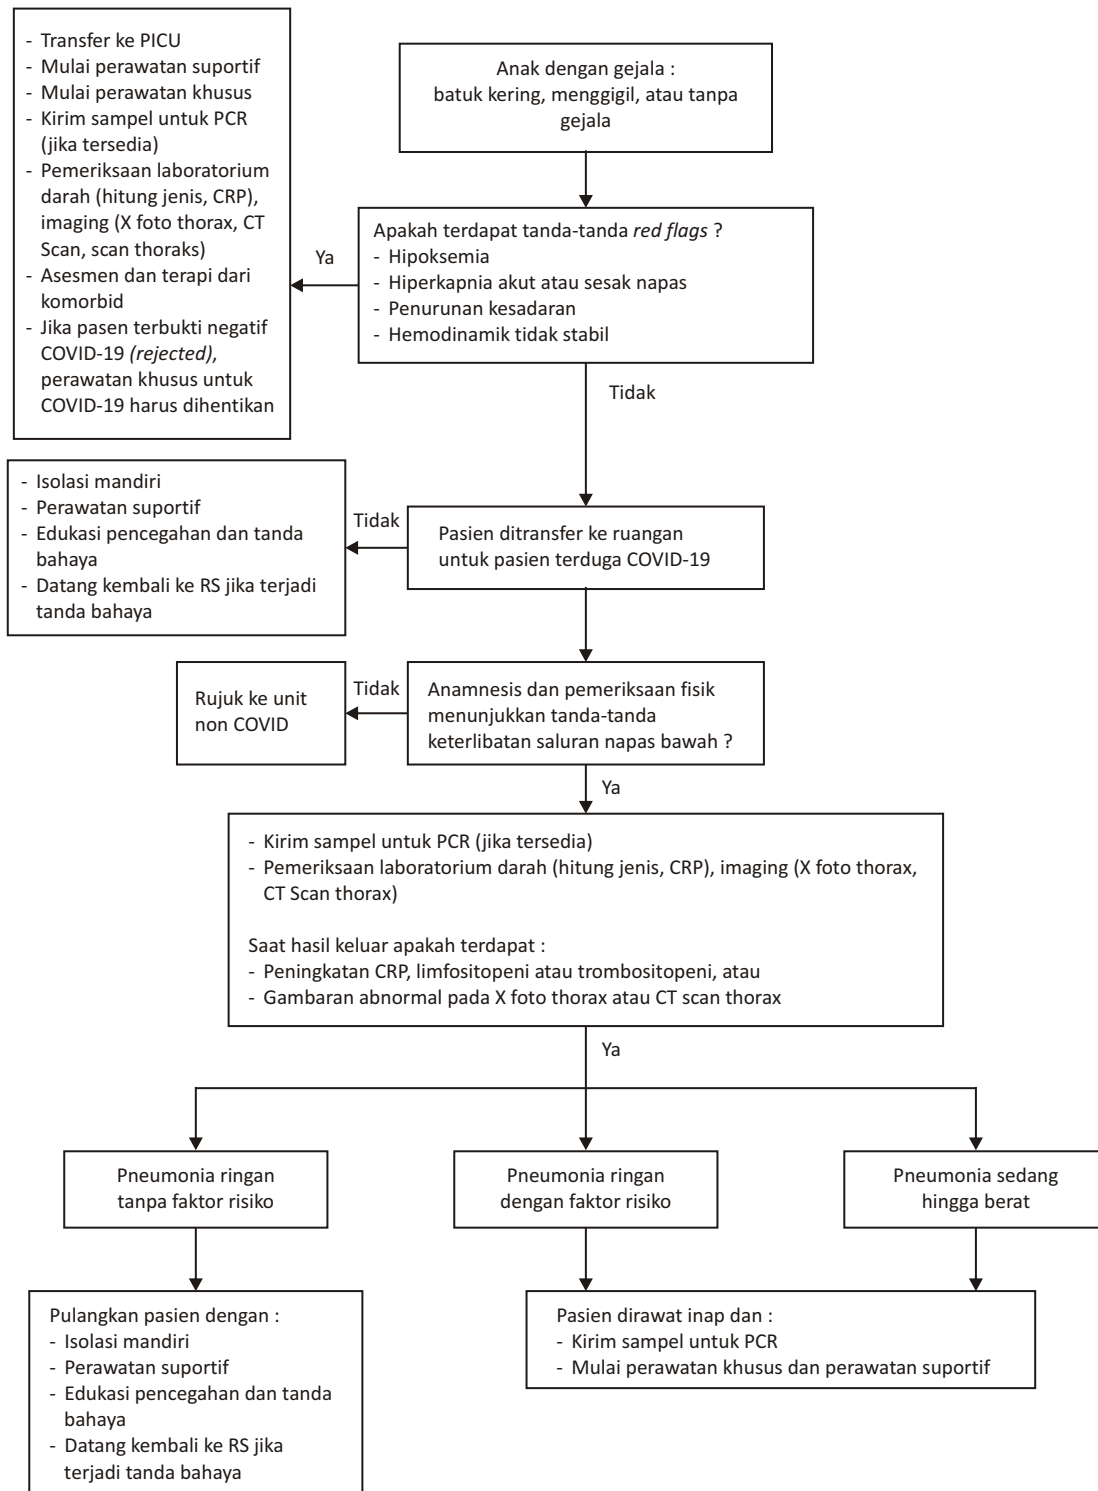 - Transfer ke PICU
- Mulai perawatan suportif
- Mulai perawatan khusus
- Kirim sampel untuk PCR
(jika tersedia)
- Pemeriksaan laboratorium
darah (hitung jenis, CRP),
imaging (X foto thorax, CT
Scan, scan thoraks)
- Asesmen dan terapi dari
komorbid
- Jika pasen terbukti negatif
COVID-19 (rejected),
perawatan khusus untuk
COVID-19 harus dihentikan
Anak dengan gejala :
batuk kering, menggigil, atau tanpa
gejala
Apakah terdapat tanda-tanda red flags ?
- Hipoksemia
- Hiperkapnia akut atau sesak napas
- Penurunan kesadaran
- Hemodinamik tidak stabil
Ya
Tidak
- Isolasi mandiri
- Perawatan suportif
- Edukasi pencegahan dan tanda
bahaya
- Datang kembali ke RS jika terjadi
tanda bahaya
Tidak
Pasien ditransfer ke ruangan
untuk pasien terduga COVID-19
Rujuk ke unit
non COVID
Tidak
Anamnesis dan pemeriksaan fisik
menunjukkan tanda-tanda
keterlibatan saluran napas bawah ?
Ya
- Kirim sampel untuk PCR (jika tersedia)
- Pemeriksaan laboratorium darah (hitung jenis, CRP), imaging (X foto thorax,
CT Scan thorax)
Saat hasil keluar apakah terdapat :
- Peningkatan CRP, limfositopeni atau trombositopeni, atau
- Gambaran abnormal pada X foto thorax atau CT scan thorax
Ya
Pneumonia ringan
tanpa faktor risiko
Pneumonia ringan
dengan faktor risiko
Pneumonia sedang
hingga berat
Pulangkan pasien dengan :
- Isolasi mandiri
- Perawatan suportif
- Edukasi pencegahan dan tanda
bahaya
- Datang kembali ke RS jika
terjadi tanda bahaya
Pasien dirawat inap dan :
- Kirim sampel untuk PCR
- Mulai perawatan khusus dan perawatan suportif